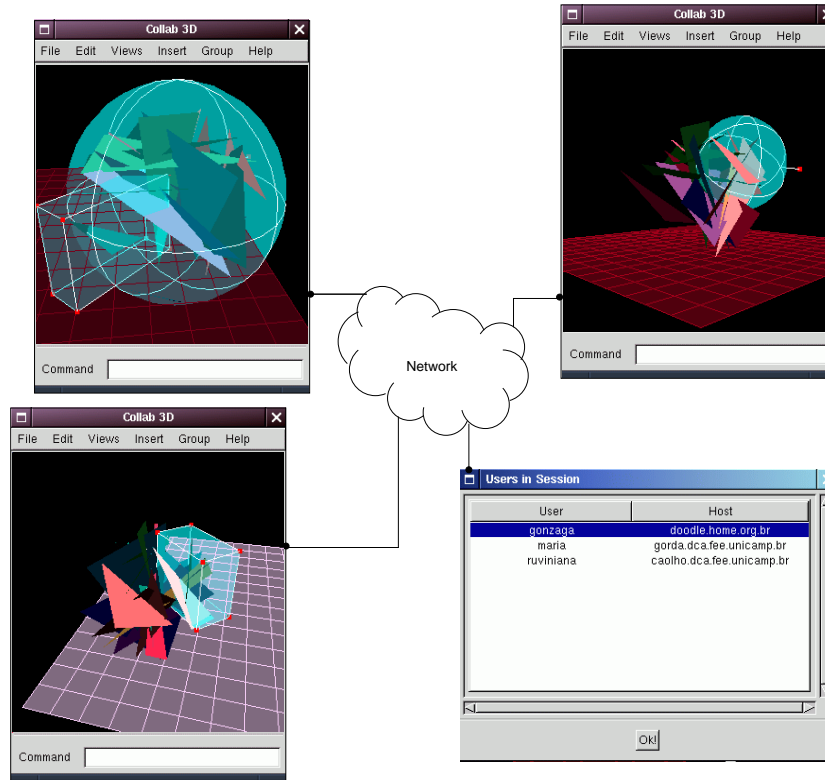 Collab 3D
File Edit Views Insert Group Help
Command
Collab 3D
File Edit Views Insert Group Help
Command
Network
Collab 3D
File Edit Views Insert Group Help
Command
Users in Session
User Host
gonzaga doodle.home.org.br
maria gorda.dca.fee.unicamp.br
ruviniana caolho.dca.fee.unicamp.br
Ok!